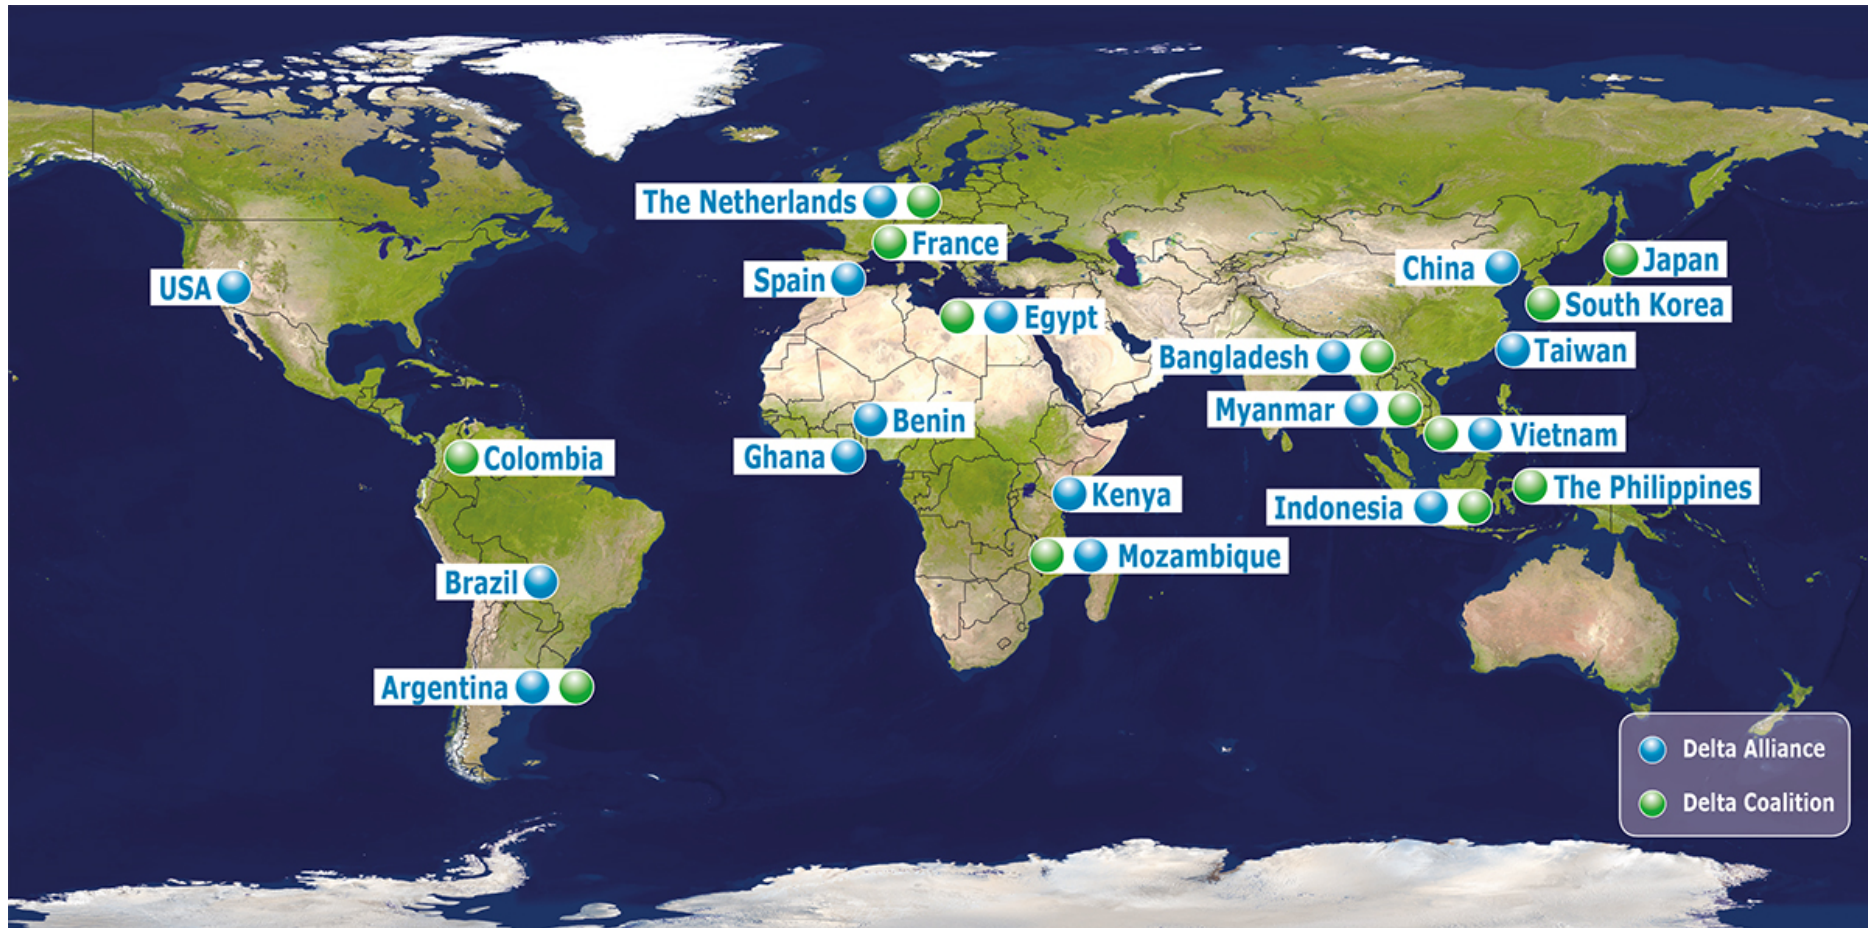 The Netherlands
France
Spain
USA
China
Japan
South Korea
Egypt
Taiwan
Bangladesh
Myanmar
Benin
Vietnam
Ghana
Colombia
The Philippines
Kenya
Indonesia
Mozambique
Brazil
Argentina
Delta Alliance
Delta Coalition